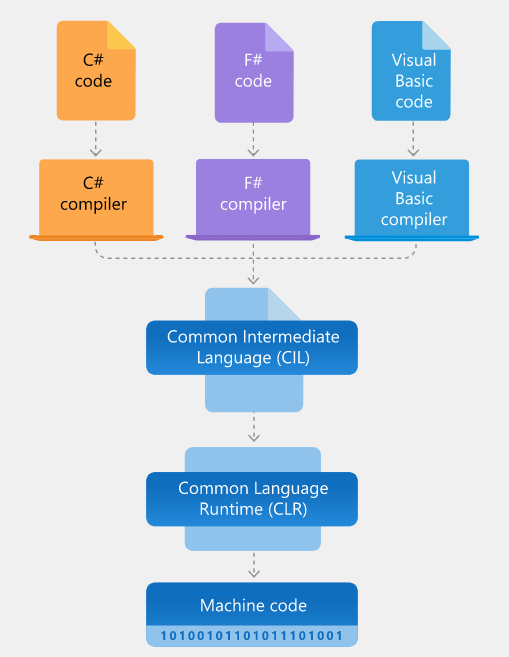 C#
code
F#
code
Visual
Basic
code
C#
compiler
F#
compiler
Visual
Basic
compiler
Common Intermediate
Language (CIL)
Common Language
Runtime (CLR)
Machine code
10100101101011101001